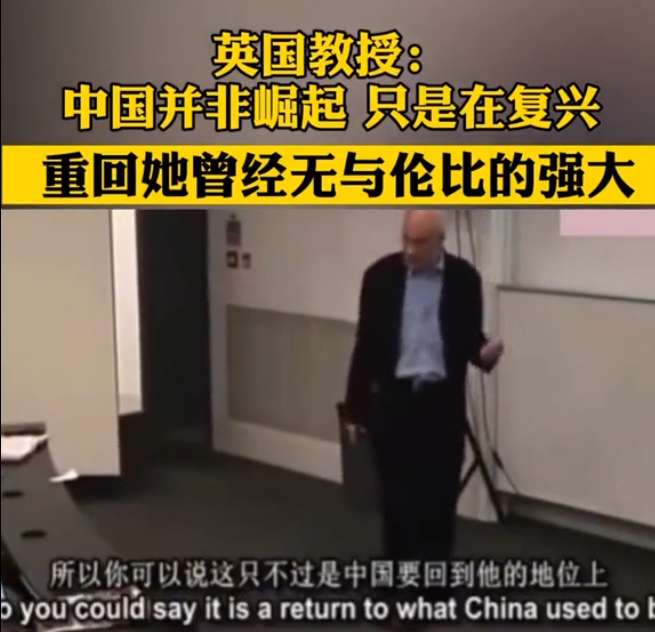 英国教授：
中国并非崛起 只是在复兴
重回她曾经无与伦比的强大
所以你可以说这只不过是中国要回到他的地位上
o you could say it is a return to what China used to b